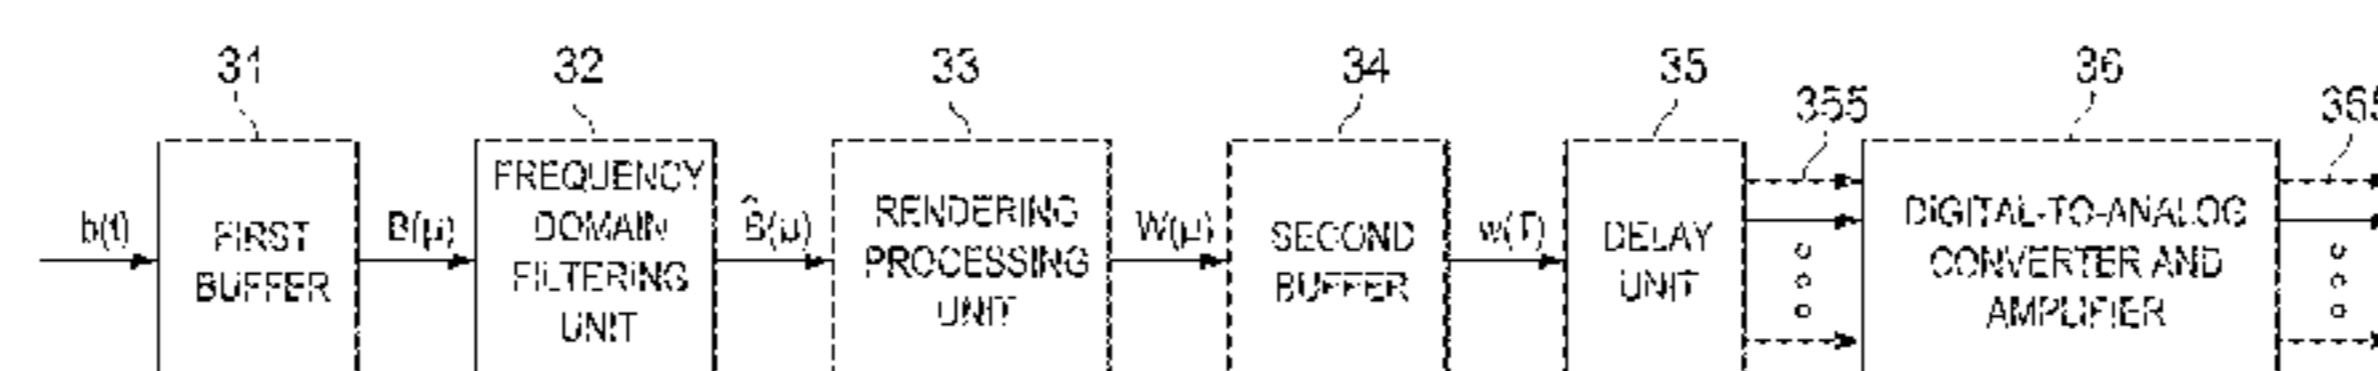 31
32
33
34
35
36
355
365
b(t)
FIRST
BUFFER
B(μ)
FREQUENCY
DOMAIN
FILTERING
UNIT
B̂(μ)
RENDERING
PROCESSING
UNIT
W(μ)
SECOND
BUFFER
w(T)
DELAY
UNIT
DIGITAL-TO-ANALOG
CONVERTER AND
AMPLIFIER